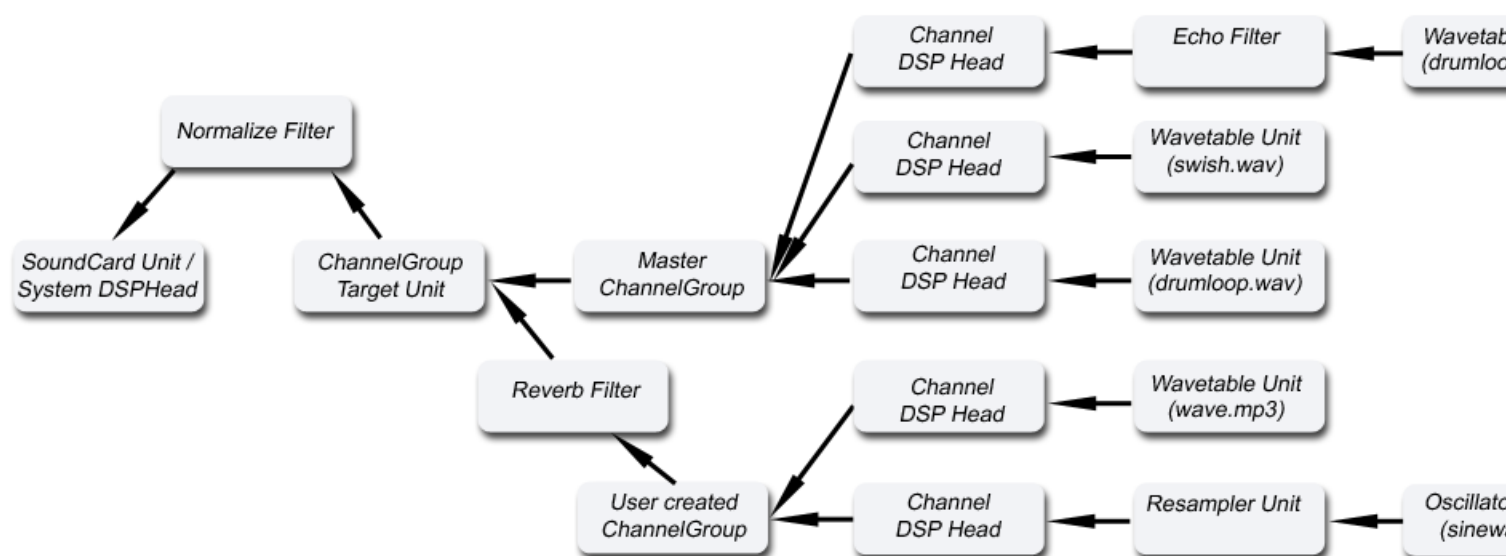 Channel
DSP Head
Echo Filter
Normalize Filter
Channel
DSP Head
Wavetable Unit
(swish.wav)
SoundCard Unit /
System DSPHead
ChannelGroup
Target Unit
Master
ChannelGroup
Channel
DSP Head
Wavetable Unit
(drumloop.wav)
Reverb Filter
Channel
DSP Head
Wavetable Unit
(wave.mp3)
User created
ChannelGroup
Channel
DSP Head
Resampler Unit